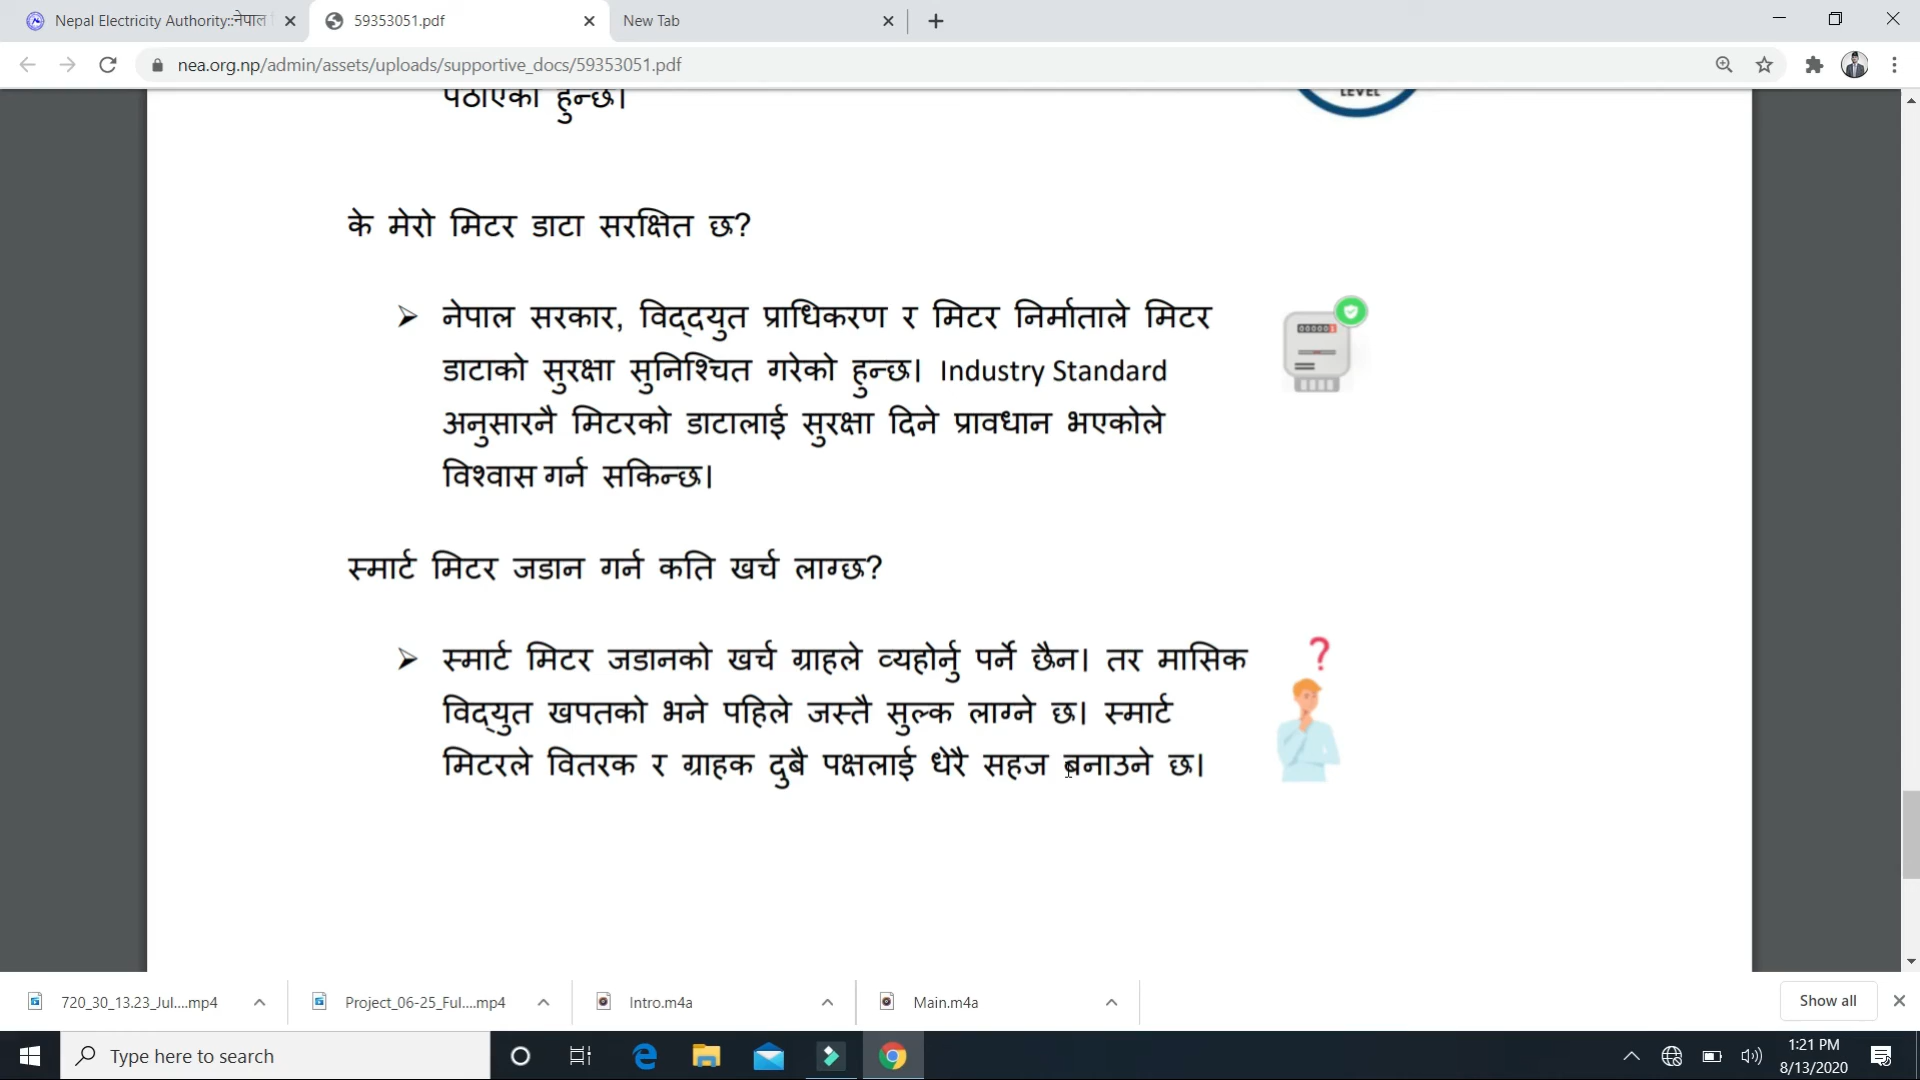 Nepal Electricity Authority::नेपाल
59353051.pdf
New Tab
nea.org.np/admin/assets/uploads/supportive_docs/59353051.pdf
पठाएको हुन्छ।
LEVEL
के मेरो मिटर डाटा सरक्षित छ?
➢ नेपाल सरकार, विद्दयुत प्राधिकरण र मिटर निर्माताले मिटर
डाटाको सुरक्षा सुनिश्चित गरेको हुन्छ। Industry Standard
अनुसारनै मिटरको डाटालाई सुरक्षा दिने प्रावधान भएकोले
विश्वास गर्न सकिन्छ।
000001
स्मार्ट मिटर जडान गर्न कति खर्च लाग्छ?
➢ स्मार्ट मिटर जडानको खर्च ग्राहले व्यहोर्नु पर्ने छैन। तर मासिक
विद्युत खपतको भने पहिले जस्तै सुल्क लाग्ने छ। स्मार्ट
मिटरले वितरक र ग्राहक दुबै पक्षलाई धेरै सहज बनाउने छ।
?
720_30_13.23_Jul....mp4
Project_06-25_Ful....mp4
Intro.m4a
Main.m4a
Show all
Type here to search
1:21 PM
8/13/2020